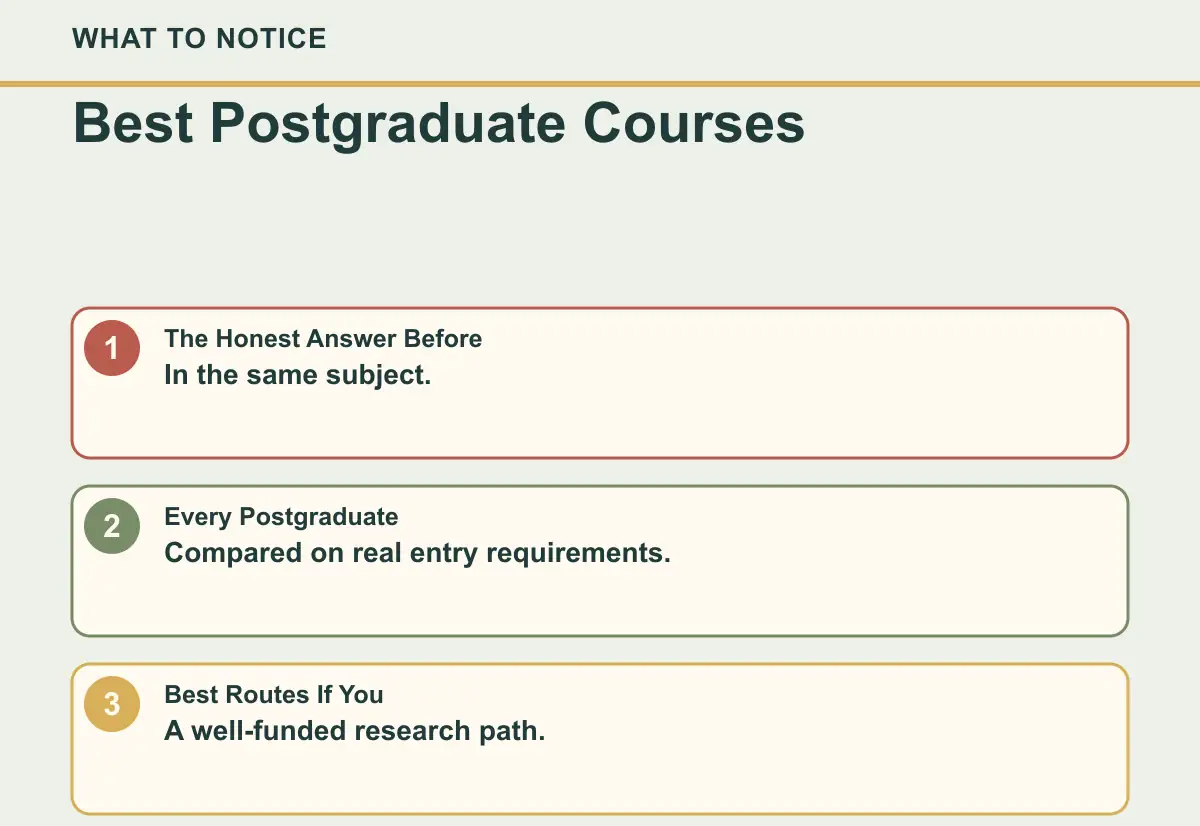 WHAT TO NOTICE
Best Postgraduate Courses
1
The Honest Answer Before
In the same subject.
2
Every Postgraduate
Compared on real entry requirements.
3
Best Routes If You
A well-funded research path.